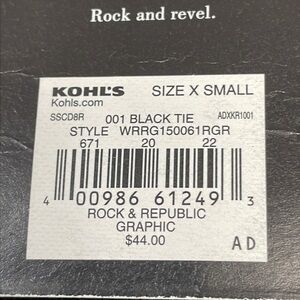 Rock and revel.
KOHL'S SIZE X SMALL
Kohls.com
SSCD8R 001 BLACK TIE ADXKR1001
STYLE WRRG150061RGR
671 20 22
4 00986 61249 3
ROCK & REPUBLIC
GRAPHIC
$44.00 AD